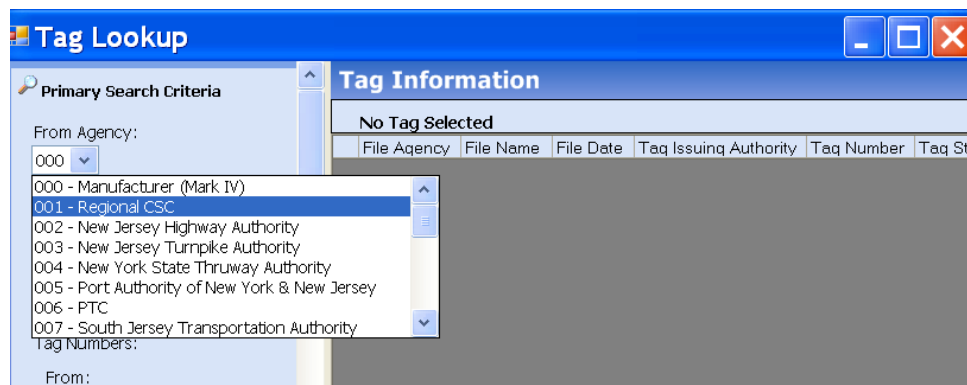 Tag Lookup
Primary Search Criteria
From Agency:
000
000 - Manufacturer (Mark IV)
001 - Regional CSC
002 - New Jersey Highway Authority
003 - New Jersey Turnpike Authority
004 - New York State Thruway Authority
005 - Port Authority of New York & New Jersey
006 - PTC
007 - South Jersey Transportation Authority
Tag Numbers:
From:
Tag Information
No Tag Selected
File Agency File Name File Date Tag Issuing Authority Tag Number Tag St